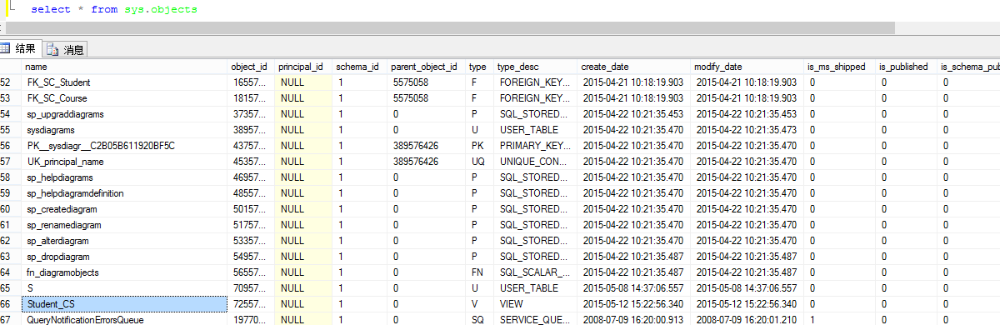 select * from sys.objects
结果 消息
name object_id principal_id schema_id parent_object_id type type_desc create_date modify_date is_ms_shipped is_published is_schema_pu
52 FK_SC_Student 16557... NULL 1 5575058 F FOREIGN_KEY... 2015-04-21 10:18:19.903 2015-04-21 10:18:19.903 0 0 0
53 FK_SC_Course 18157... NULL 1 5575058 F FOREIGN_KEY... 2015-04-21 10:18:19.903 2015-04-21 10:18:19.903 0 0 0
54 sp_upgraddiagrams 37357... NULL 1 0 P SQL_STORED... 2015-04-22 10:21:35.453 2015-04-22 10:21:35.453 0 0 0
55 sysdiagrams 38957... NULL 1 0 U USER_TABLE 2015-04-22 10:21:35.470 2015-04-22 10:21:35.473 0 0 0
56 PK__sysdiagr__C2B05B611920BF5C 43757... NULL 1 389576426 PK PRIMARY_KEY... 2015-04-22 10:21:35.470 2015-04-22 10:21:35.470 0 0 0
57 UK_principal_name 45357... NULL 1 389576426 UQ UNIQUE_CON... 2015-04-22 10:21:35.470 2015-04-22 10:21:35.470 0 0 0
58 sp_helpdiagrams 46957... NULL 1 0 P SQL_STORED... 2015-04-22 10:21:35.470 2015-04-22 10:21:35.470 0 0 0
59 sp_helpdiagramdefinition 48557... NULL 1 0 P SQL_STORED... 2015-04-22 10:21:35.470 2015-04-22 10:21:35.470 0 0 0
60 sp_creatediagram 50157... NULL 1 0 P SQL_STORED... 2015-04-22 10:21:35.470 2015-04-22 10:21:35.470 0 0 0
61 sp_renamediagram 51757... NULL 1 0 P SQL_STORED... 2015-04-22 10:21:35.470 2015-04-22 10:21:35.470 0 0 0
62 sp_alterdiagram 53357... NULL 1 0 P SQL_STORED... 2015-04-22 10:21:35.470 2015-04-22 10:21:35.470 0 0 0
63 sp_dropdiagram 54957... NULL 1 0 P SQL_STORED... 2015-04-22 10:21:35.487 2015-04-22 10:21:35.487 0 0 0
64 fn_diagramobjects 56557... NULL 1 0 FN SQL_SCALAR_... 2015-04-22 10:21:35.487 2015-04-22 10:21:35.487 0 0 0
65 S 70957... NULL 1 0 U USER_TABLE 2015-05-08 14:37:06.557 2015-05-08 14:37:06.557 0 0 0
66 Student_CS 72557... NULL 1 0 V VIEW 2015-05-12 15:22:56.340 2015-05-12 15:22:56.340 0 0 0
67 QueryNotificationErrorsQueue 19770... NULL 1 0 SQ SERVICE_QUE... 2008-07-09 16:20:00.913 2008-07-09 16:20:01.210 1 0 0